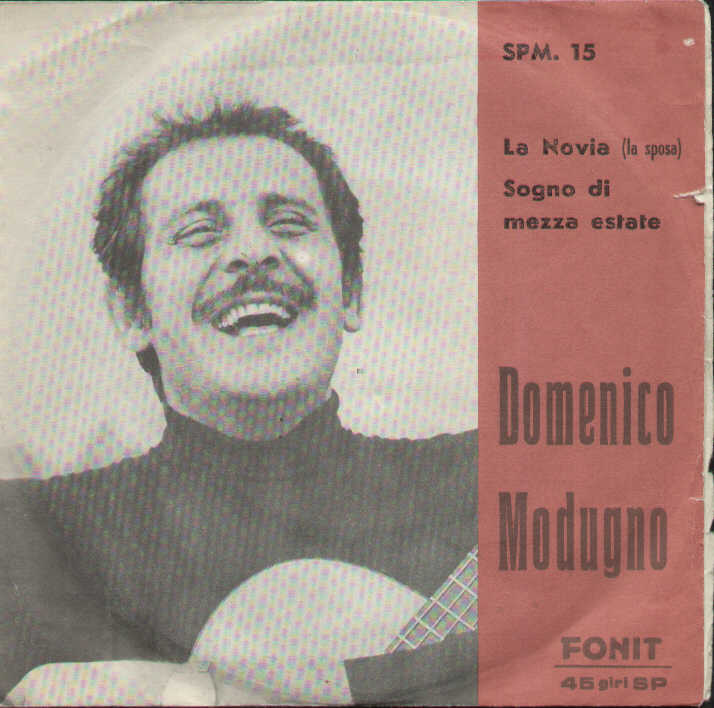 SPM. 15
La Novia (la sposa)
Sogno di
mezza estate
Domenico
Modugno
FONIT
45 giri SP